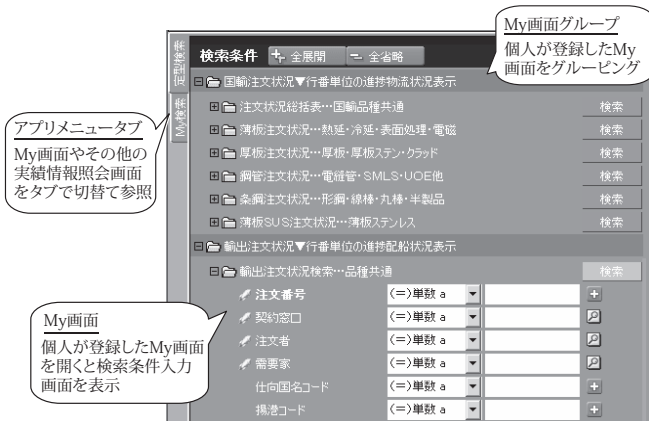 My画面グループ
個人が登録したMy
画面をグルーピング
定型検索
My検索
検索条件 全展開 全省略
国輸注文状況▼行番単位の進捗物流状況表示
注文状況総括表…国輸品種共通 検索
薄板注文状況…熱延・冷延・表面処理・電磁 検索
厚板注文状況…厚板・厚板ステン・クラッド 検索
鋼管注文状況…電縫管・SMLS・UOE他 検索
条鋼注文状況…形鋼・線棒・丸棒・半製品 検索
薄板SUS注文状況…薄板ステンレス 検索
輸出注文状況▼行番単位の進捗配船状況表示
輸出注文状況検索…品種共通 検索
注文番号 (=)単数 a
契約窓口 (=)単数 a
注文者 (=)単数 a
需要家 (=)単数 a
仕向国名コード (=)単数 a
揚港コード (=)単数 a
アプリメニュータブ
My画面やその他の
実績情報照会画面
をタブで切替て参照
My画面
個人が登録したMy画面
を開くと検索条件入力
画面を表示